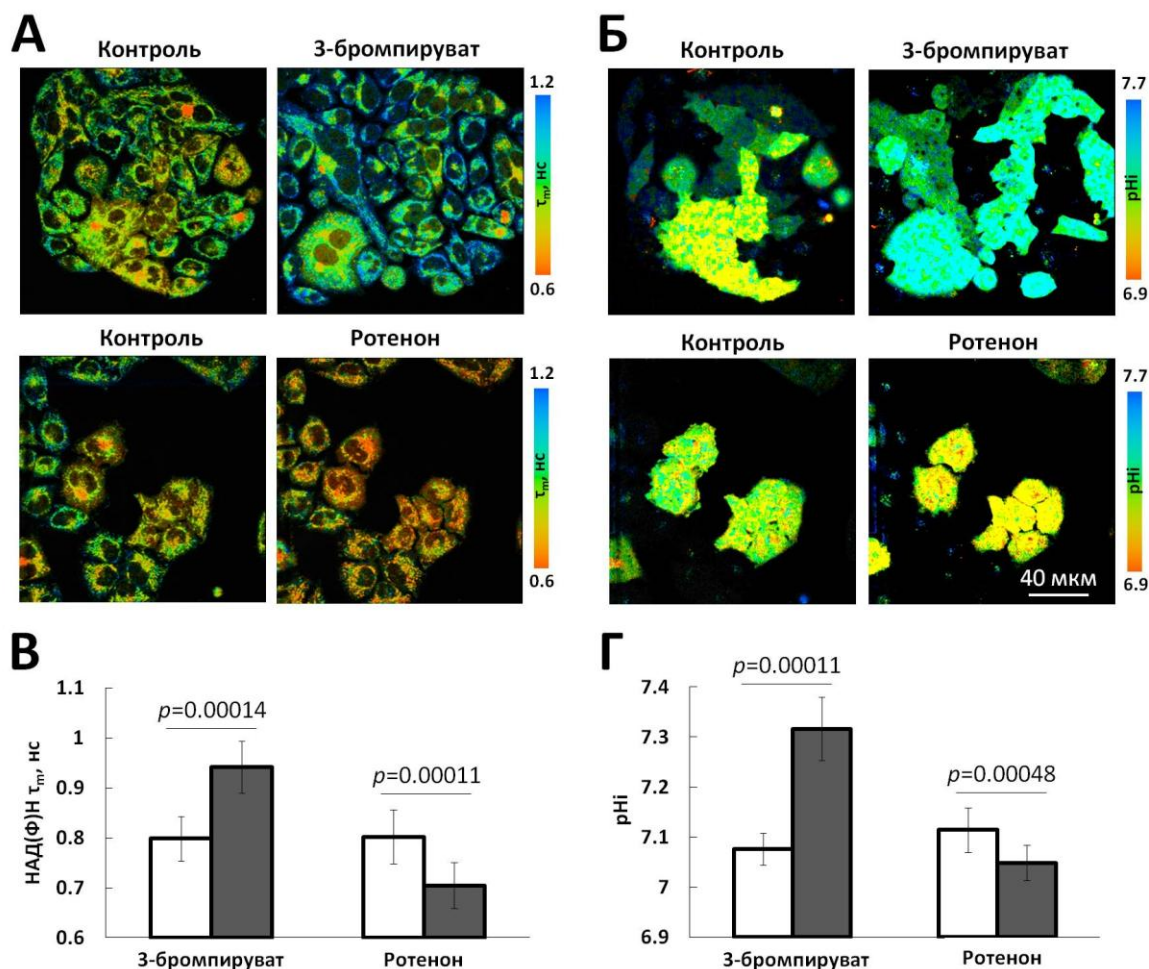 А
Контроль
3-бромпируват
1.2
τm, нс
0.6
Контроль
Ротенон
1.2
τm, нс
0.6
Б
Контроль
3-бромпируват
7.7
pHi
6.9
Контроль
Ротенон
7.7
pHi
6.9
40 мкм
В
НАД(Ф)Н τm, нс
1.1
1
0.9
0.8
0.7
0.6
p=0.00014
p=0.00011
3-бромпируват
Ротенон
Г
pHi
7.4
7.3
7.2
7.1
7
6.9
p=0.00011
p=0.00048
3-бромпируват
Ротенон